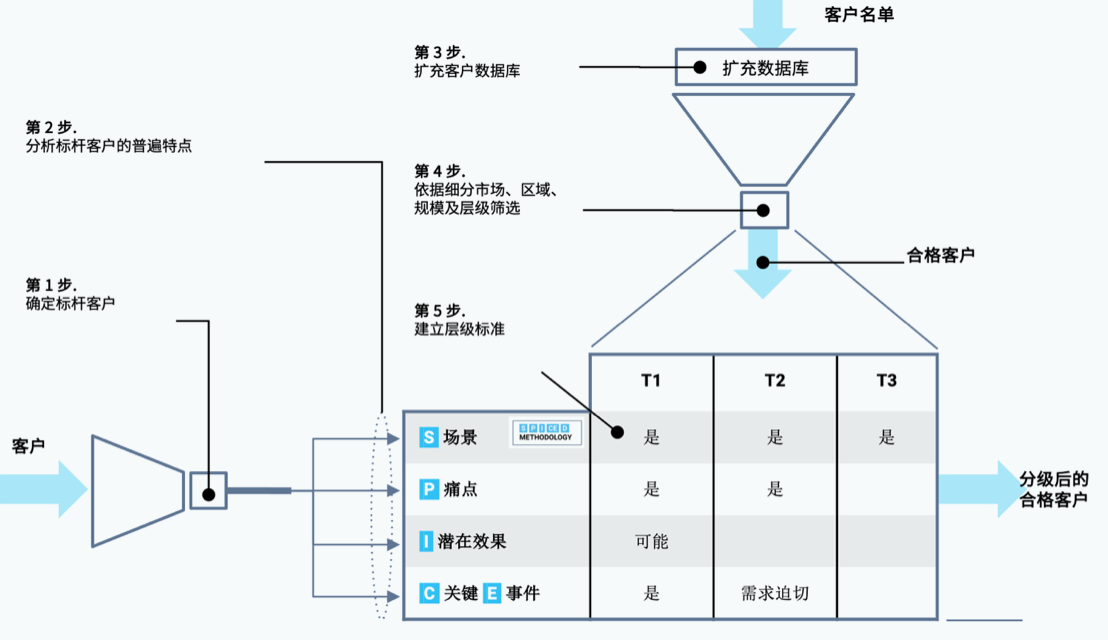 客户名单
第 3 步.
扩充客户数据库
扩充数据库
第 2 步.
分析标杆客户的普遍特点
第 4 步.
依据细分市场、区域、
规模及层级筛选
合格客户
第 1 步.
确定标杆客户
第 5 步.
建立层级标准
T1 T2 T3
客户
S 场景 SPICED METHODOLOGY 是 是 是
P 痛点 是 是
分级后的
合格客户
I 潜在效果 可能
C 关键 E 事件 是 需求迫切